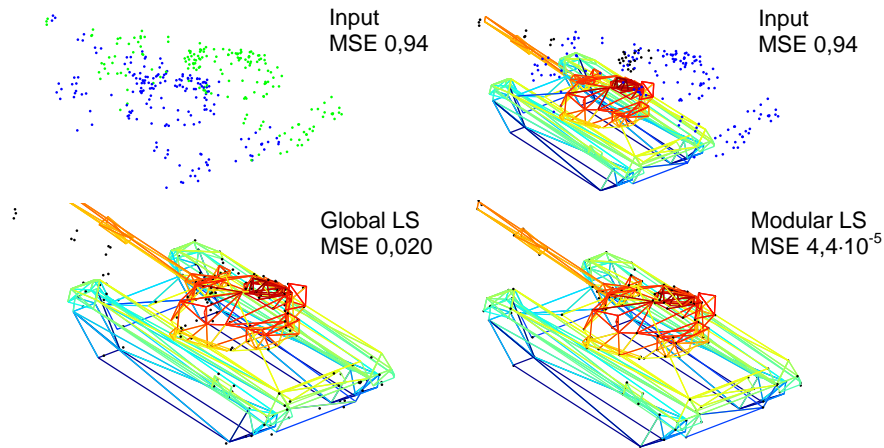 Input
MSE 0,94
Input
MSE 0,94
Global LS
MSE 0,020
Modular LS
MSE 4,4·10⁻⁵